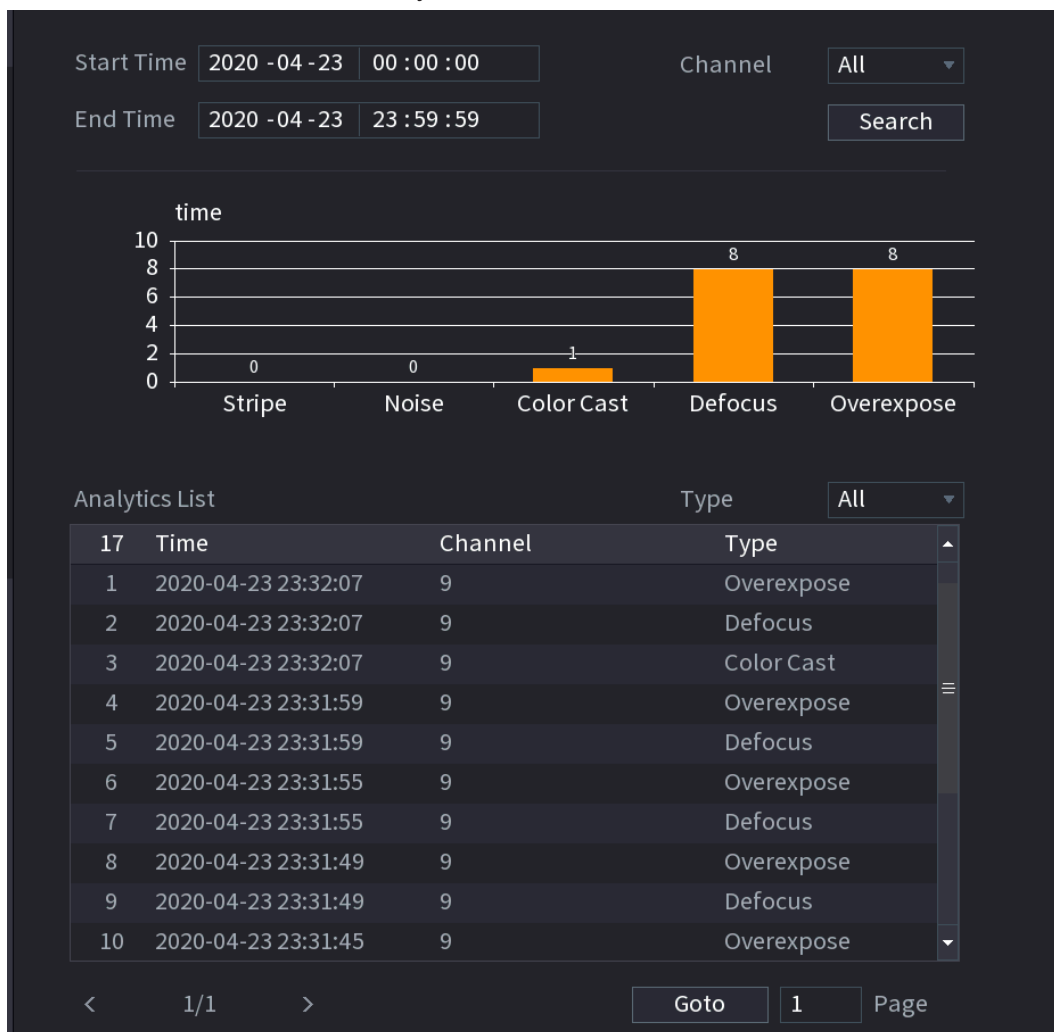 Start Time 2020 -04 -23 00 : 00 : 00 Channel All
End Time 2020 -04 -23 23 : 59 : 59 Search
time
10
8
6
4
2
0
0 0 1 8 8
Stripe Noise Color Cast Defocus Overexpose
Analytics List Type All
17 Time Channel Type
1 2020-04-23 23:32:07 9 Overexpose
2 2020-04-23 23:32:07 9 Defocus
3 2020-04-23 23:32:07 9 Color Cast
4 2020-04-23 23:31:59 9 Overexpose
5 2020-04-23 23:31:59 9 Defocus
6 2020-04-23 23:31:55 9 Overexpose
7 2020-04-23 23:31:55 9 Defocus
8 2020-04-23 23:31:49 9 Overexpose
9 2020-04-23 23:31:49 9 Defocus
10 2020-04-23 23:31:45 9 Overexpose
< 1/1 > Goto 1 Page